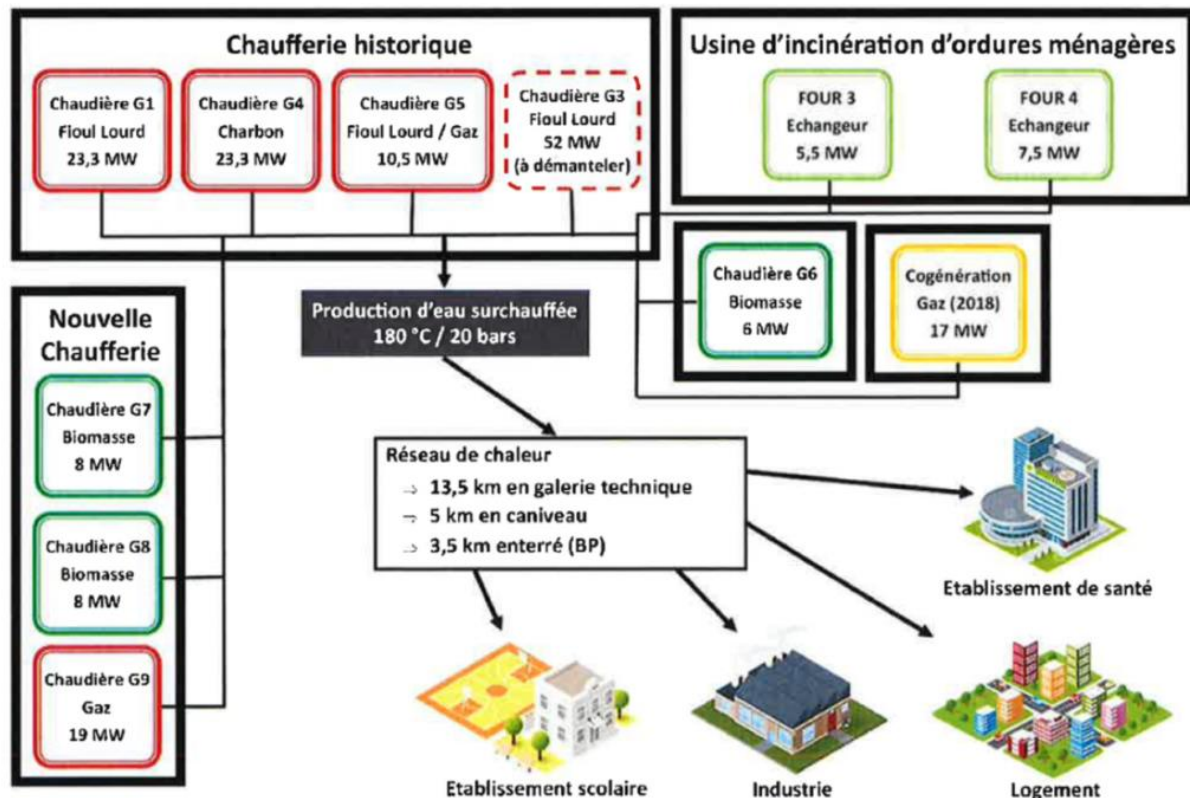 Chaufferie historique
Chaudière G1
Fioul Lourd
23,3 MW
Chaudière G4
Charbon
23,3 MW
Chaudière G5
Fioul Lourd / Gaz
10,5 MW
Chaudière G3
Fioul Lourd
52 MW
(à démanteler)
Usine d'incinération d'ordures ménagères
FOUR 3
Echangeur
5,5 MW
FOUR 4
Echangeur
7,5 MW
Chaudière G6
Biomasse
6 MW
Cogénération
Gaz (2018)
17 MW
Production d'eau surchauffée
180 °C / 20 bars
Nouvelle
Chaufferie
Chaudière G7
Biomasse
8 MW
Chaudière G8
Biomasse
8 MW
Chaudière G9
Gaz
19 MW
Réseau de chaleur
→ 13,5 km en galerie technique
→ 5 km en caniveau
→ 3,5 km enterré (BP)
Etablissement de santé
Etablissement scolaire
Industrie
Logement